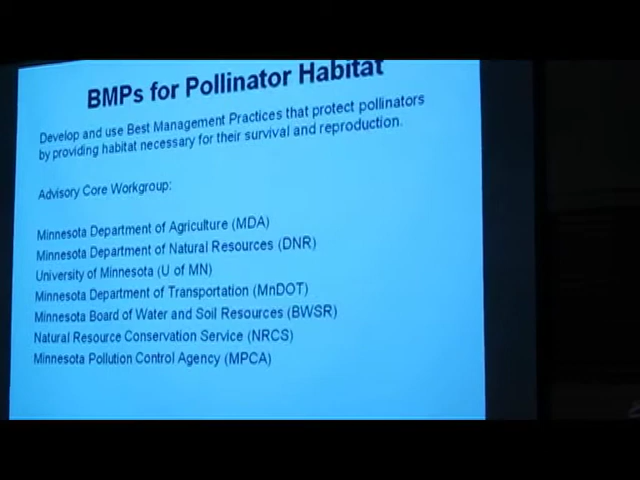 BMPs for Pollinator Habitat
Develop and use Best Management Practices that protect pollinators
by providing habitat necessary for their survival and reproduction.
Advisory Core Workgroup:
Minnesota Department of Agriculture (MDA)
Minnesota Department of Natural Resources (DNR)
University of Minnesota (U of MN)
Minnesota Department of Transportation (MnDOT)
Minnesota Board of Water and Soil Resources (BWSR)
Natural Resource Conservation Service (NRCS)
Minnesota Pollution Control Agency (MPCA)